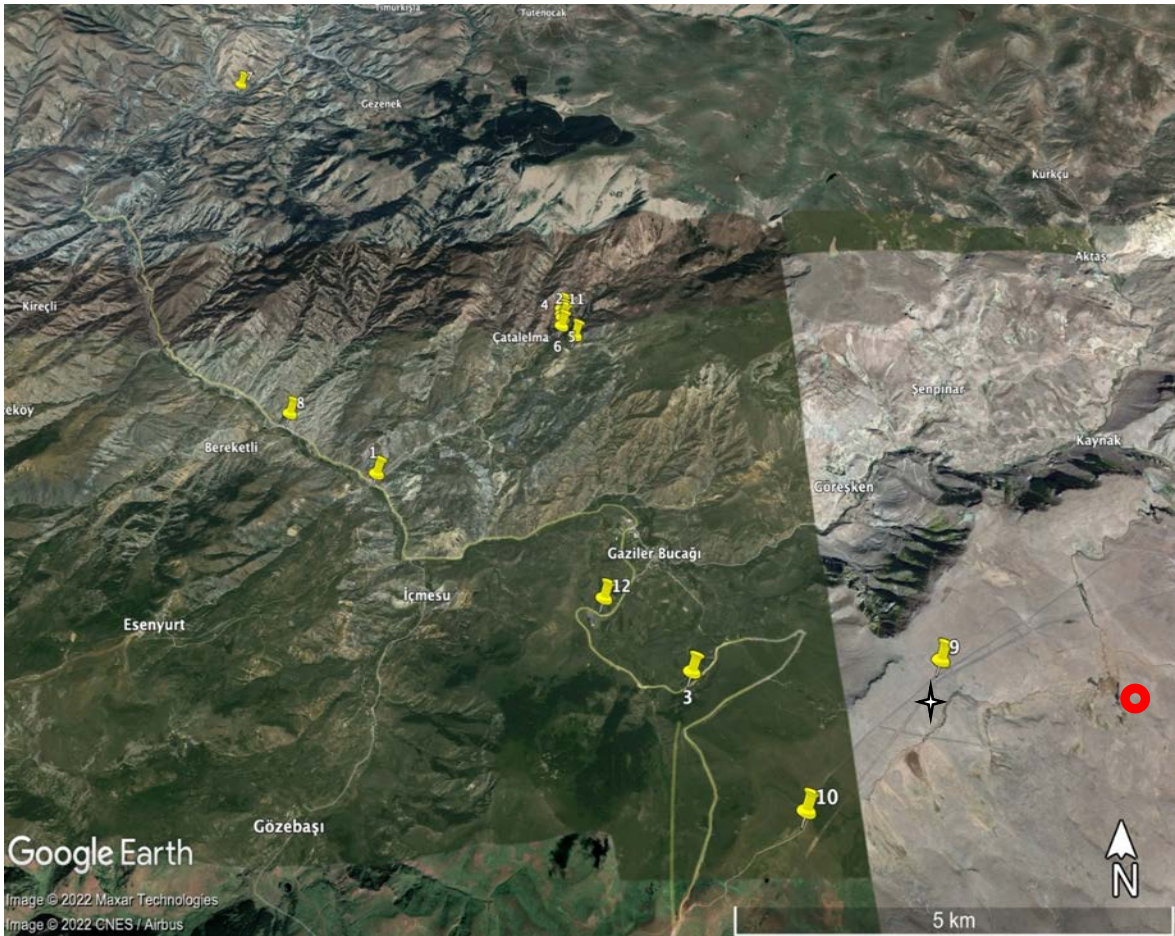 Timurkışla
Tütenocak
7
Gezenek
Kurkçu
Aktaş
Kireçli
2 11
4
Çatalelma
5
6
Şenpınar
8
Bereketli
Kaynak
1
Göreşken
Gaziler Bucağı
12
İçmesu
Esenyurt
9
3
10
Gözebaşı
Google Earth
N
Image © 2022 Maxar Technologies
Image © 2022 CNES / Airbus
5 km